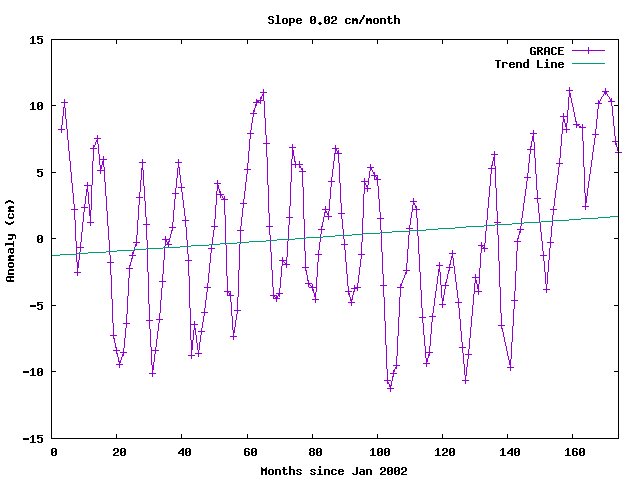 Slope 0.02 cm/month
GRACE
Trend Line
15
10
5
0
-5
-10
-15
Anomaly (cm)
0 20 40 60 80 100 120 140 160
Months since Jan 2002